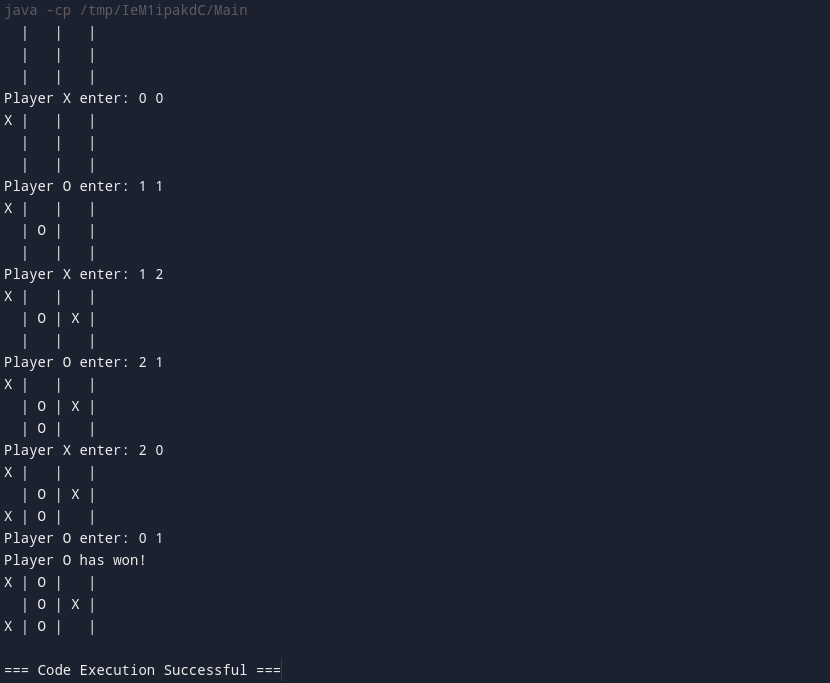 java -cp /tmp/IeM1ipakdC/Main
  |   |   |
  |   |   |
  |   |   |
Player X enter: 0 0
X |   |   |
  |   |   |
  |   |   |
Player O enter: 1 1
X |   |   |
  | O |   |
  |   |   |
Player X enter: 1 2
X |   |   |
  | O | X |
  |   |   |
Player O enter: 2 1
X |   |   |
  | O | X |
  | O |   |
Player X enter: 2 0
X |   |   |
  | O | X |
X | O |   |
Player O enter: 0 1
Player O has won!
X | O |   |
  | O | X |
X | O |   |
=== Code Execution Successful ===